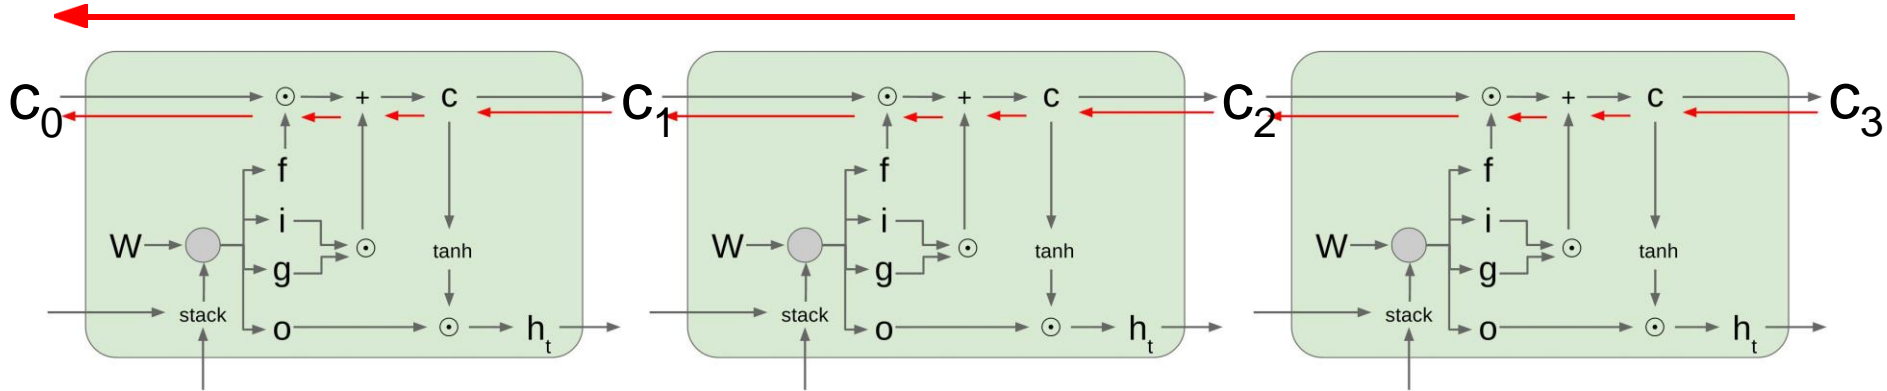 c0 ⊙ + c c1 ⊙ + c c2 ⊙ + c c3
f f f
i i i
W ⊙ tanh W ⊙ tanh W ⊙ tanh
g g g
stack stack stack
o ⊙ ht o ⊙ ht o ⊙ ht